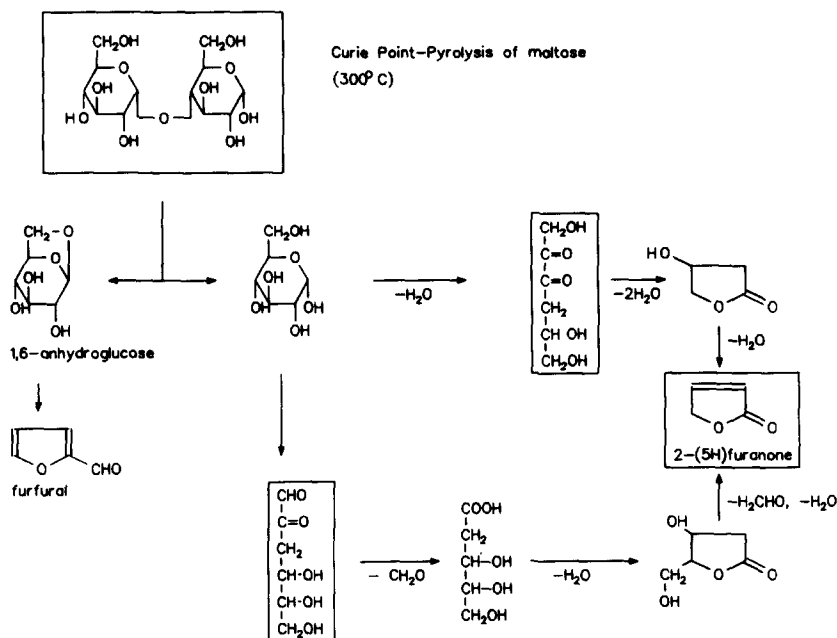 CH2OH
CH2OH
O
O
OH
OH
HO
O
OH
OH
OH
OH
Curie Point-Pyrolysis of maltose
(300° C)
CH2-O
O
OH
OH
OH
1,6-anhydroglucose
CH2OH
O
OH
OH
OH
OH
-H2O
CH2OH
C=O
C=O
CH2
CH OH
CH2OH
-2H2O
HO
O
O
-H2O
O
O
2-(5H)furanone
-H2CHO, -H2O
O
CHO
furfural
CHO
C=O
CH2
CH-OH
CH-OH
CH2OH
- CH2O
COOH
CH2
CH-OH
CH-OH
CH2OH
-H2O
OH
CH2
OH
O
O